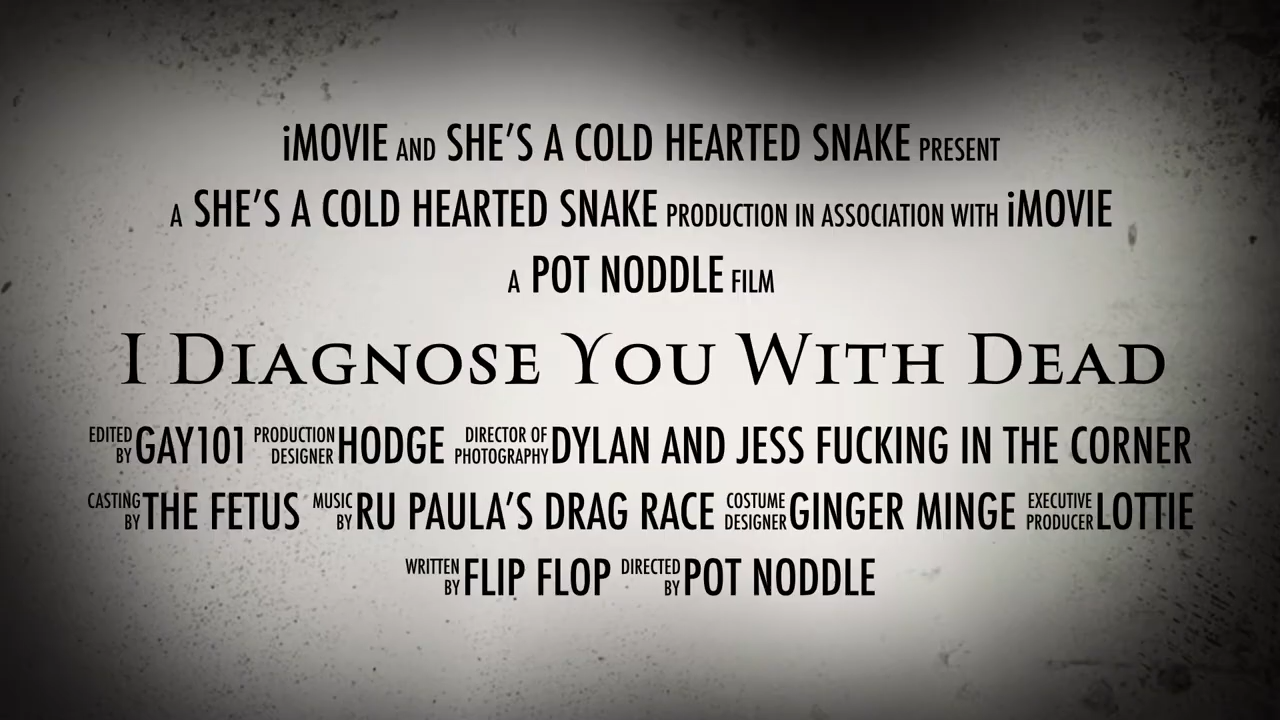 iMOVIE AND SHE'S A COLD HEARTED SNAKE PRESENT
A SHE'S A COLD HEARTED SNAKE PRODUCTION IN ASSOCIATION WITH iMOVIE
A POT NODDLE FILM
I DIAGNOSE YOU WITH DEAD
EDITED BY GAY101 PRODUCTION DESIGNER HODGE DIRECTOR OF PHOTOGRAPHY DYLAN AND JESS FUCKING IN THE CORNER
CASTING BY THE FETUS MUSIC BY RU PAULA'S DRAG RACE COSTUME DESIGNER GINGER MINGE EXECUTIVE PRODUCER LOTTIE
WRITTEN BY FLIP FLOP DIRECTED BY POT NODDLE